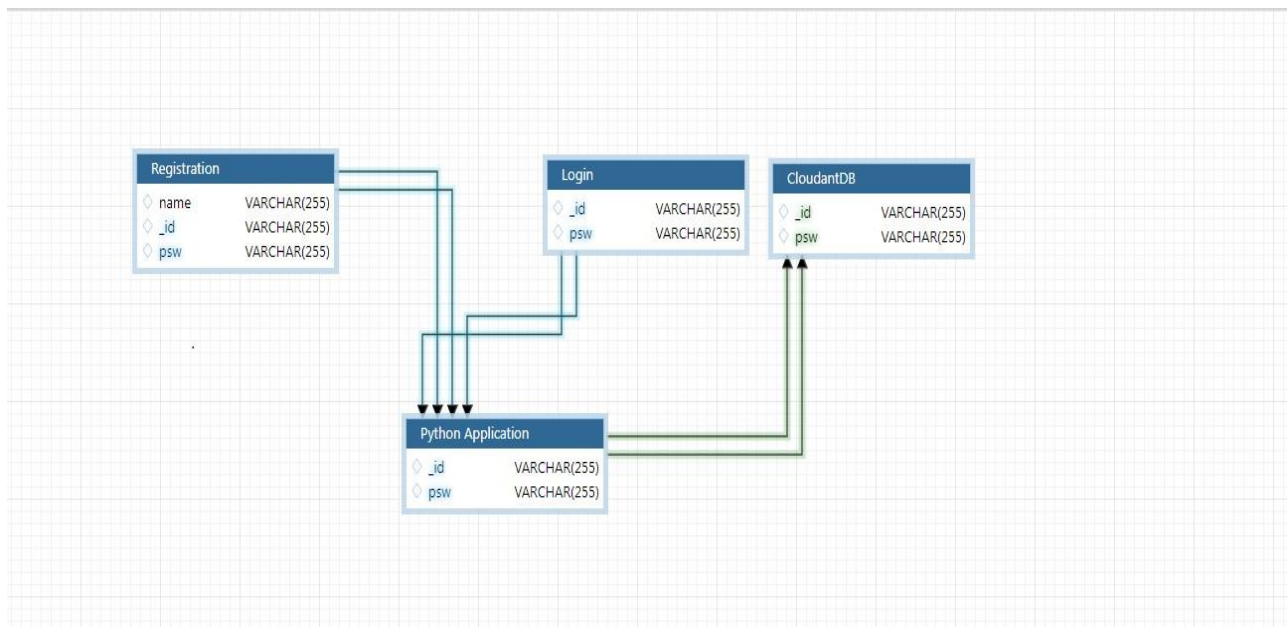 Registration
name VARCHAR(255)
_id VARCHAR(255)
psw VARCHAR(255)
Login
_id VARCHAR(255)
psw VARCHAR(255)
CloudantDB
_id VARCHAR(255)
psw VARCHAR(255)
Python Application
_id VARCHAR(255)
psw VARCHAR(255)